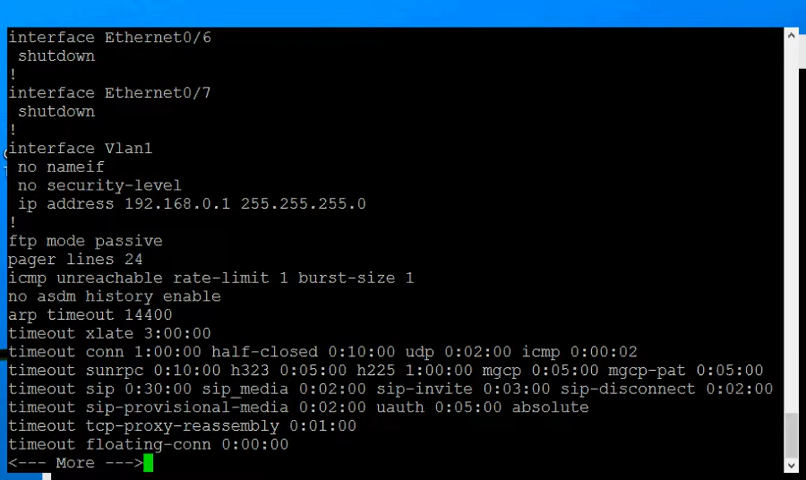 interface Ethernet0/6
 shutdown
!
interface Ethernet0/7
 shutdown
!
interface Vlan1
 no nameif
 no security-level
 ip address 192.168.0.1 255.255.255.0
!
ftp mode passive
pager lines 24
icmp unreachable rate-limit 1 burst-size 1
no asdm history enable
arp timeout 14400
timeout xlate 3:00:00
timeout conn 1:00:00 half-closed 0:10:00 udp 0:02:00 icmp 0:00:02
timeout sunrpc 0:10:00 h323 0:05:00 h225 1:00:00 mgcp 0:05:00 mgcp-pat 0:05:00
timeout sip 0:30:00 sip_media 0:02:00 sip-invite 0:03:00 sip-disconnect 0:02:00
timeout sip-provisional-media 0:02:00 uauth 0:05:00 absolute
timeout tcp-proxy-reassembly 0:01:00
timeout floating-conn 0:00:00
<--- More --->